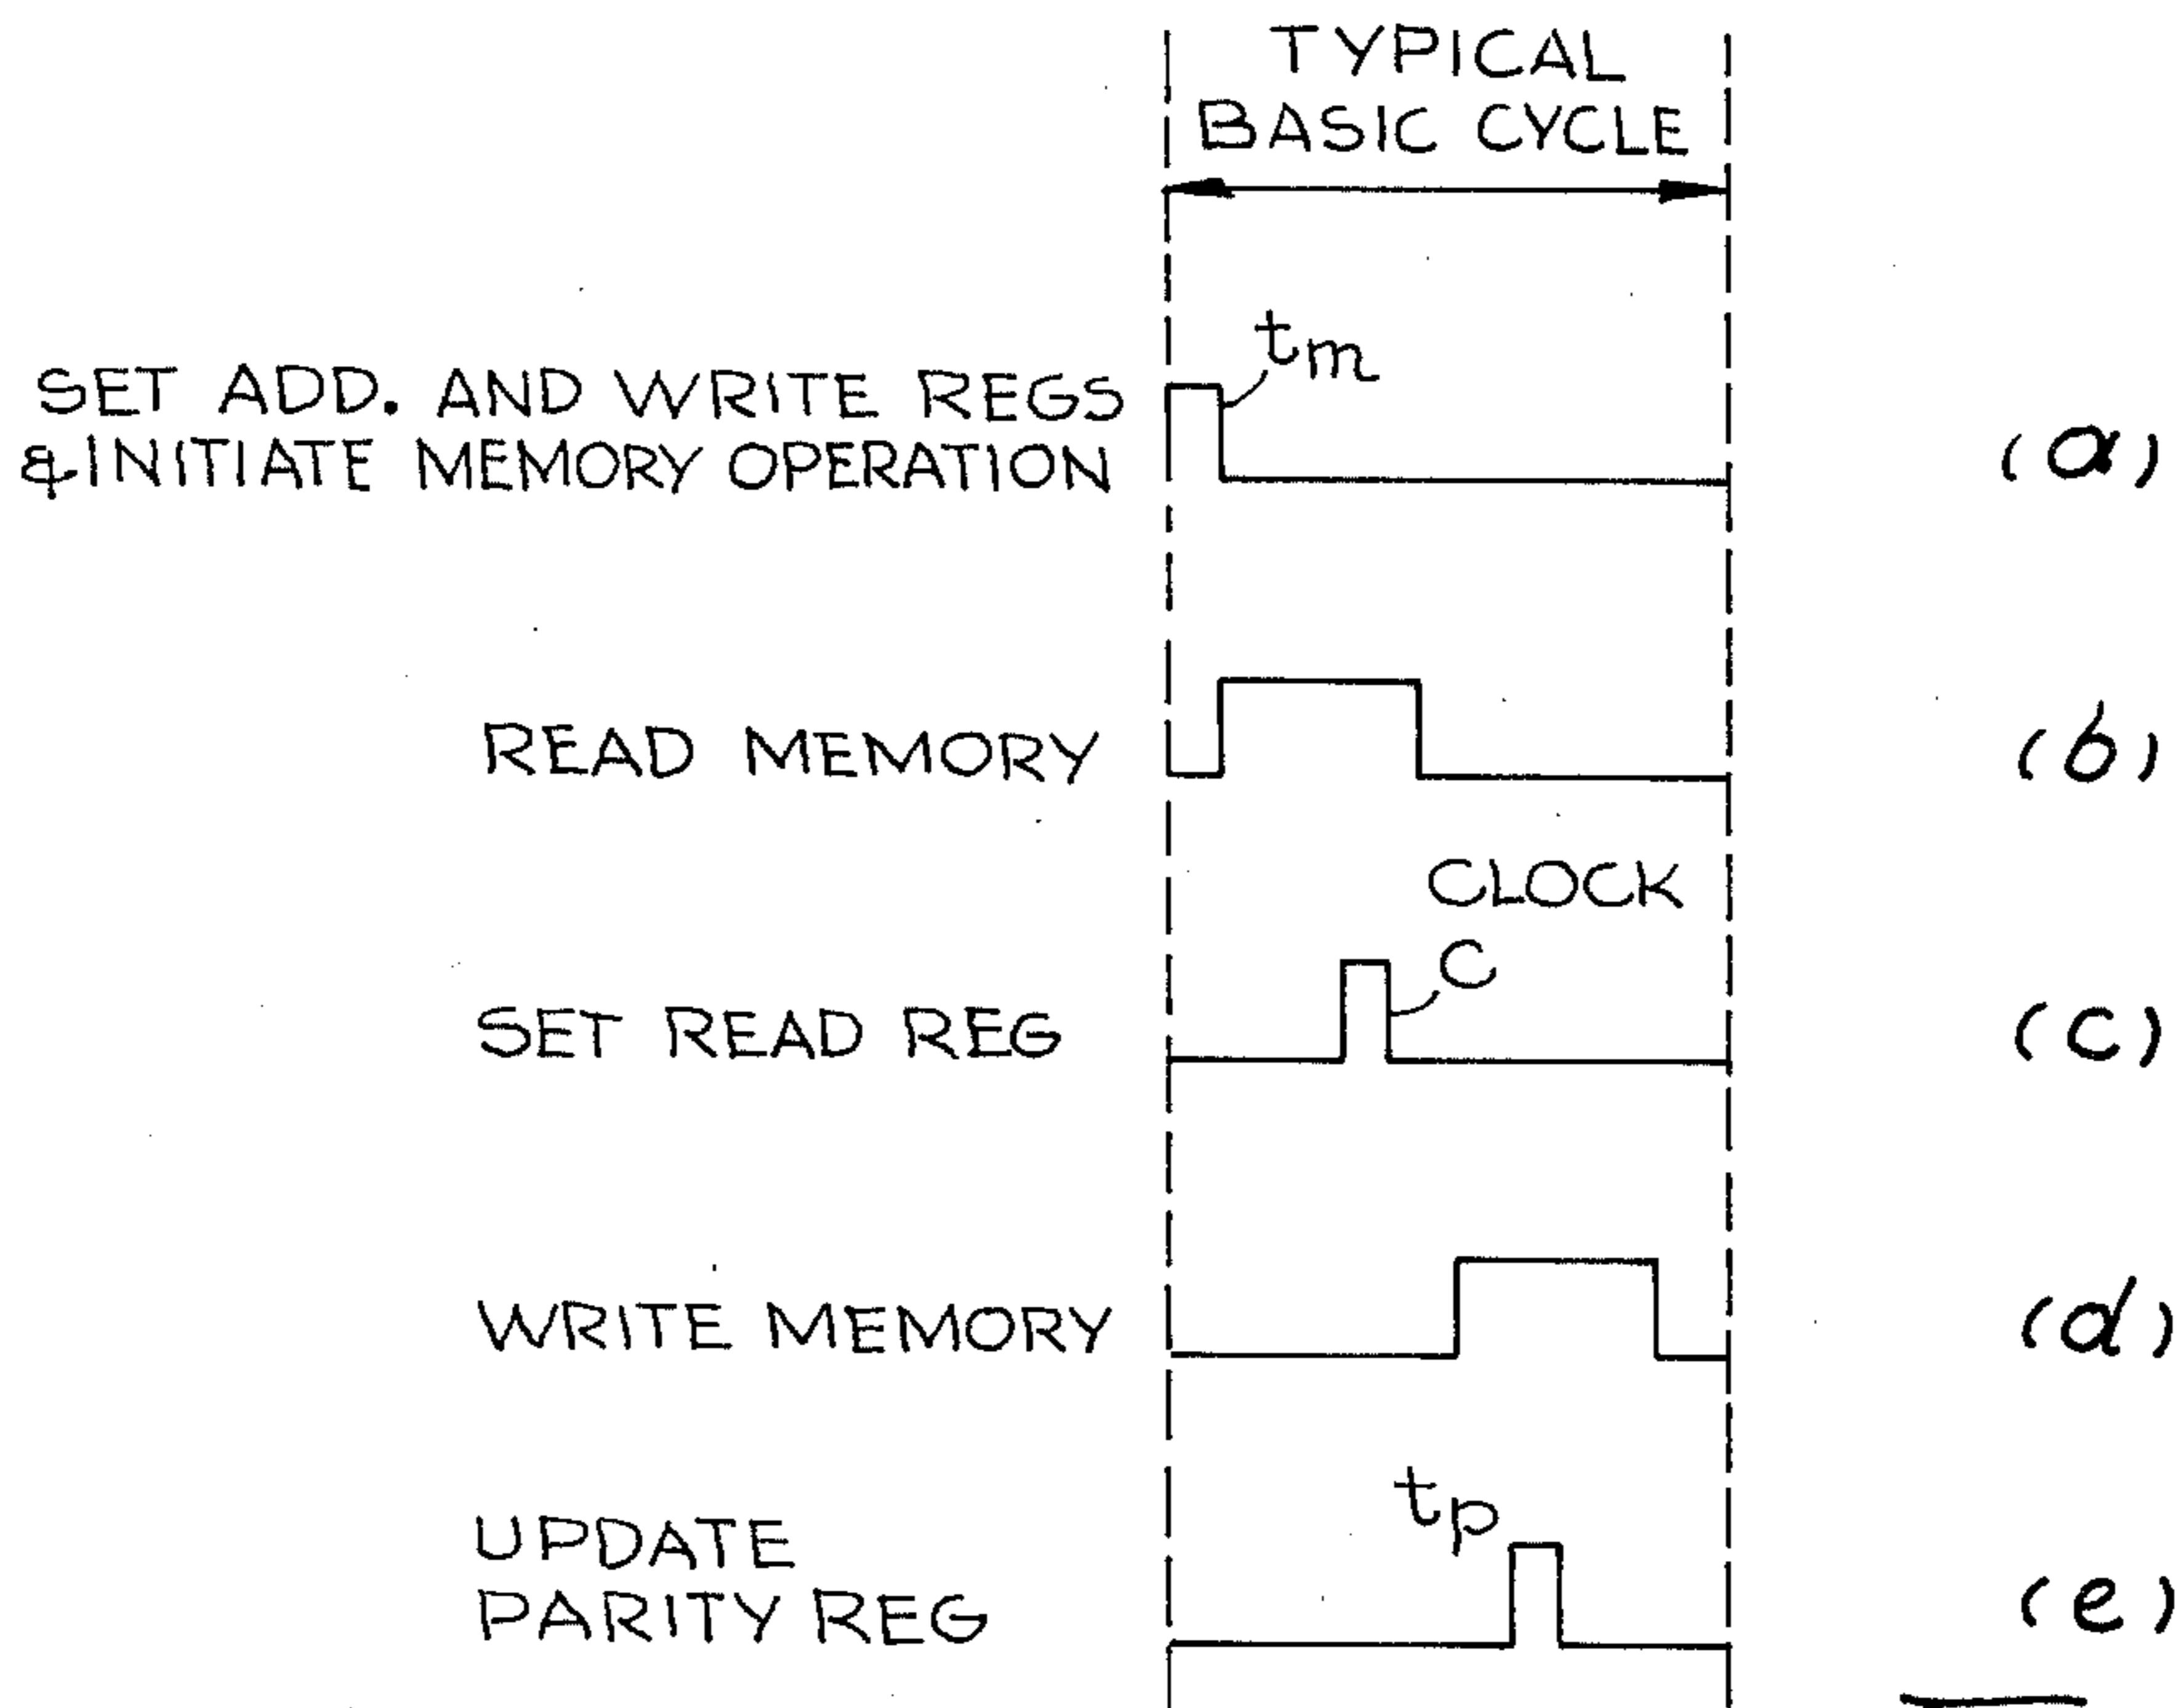 TYPICAL
BASIC CYCLE
tm
SET ADD. AND WRITE REGS
& INITIATE MEMORY OPERATION
(a)
READ MEMORY
(b)
CLOCK
C
SET READ REG
(c)
WRITE MEMORY
(d)
tp
UPDATE
PARITY REG
(e)